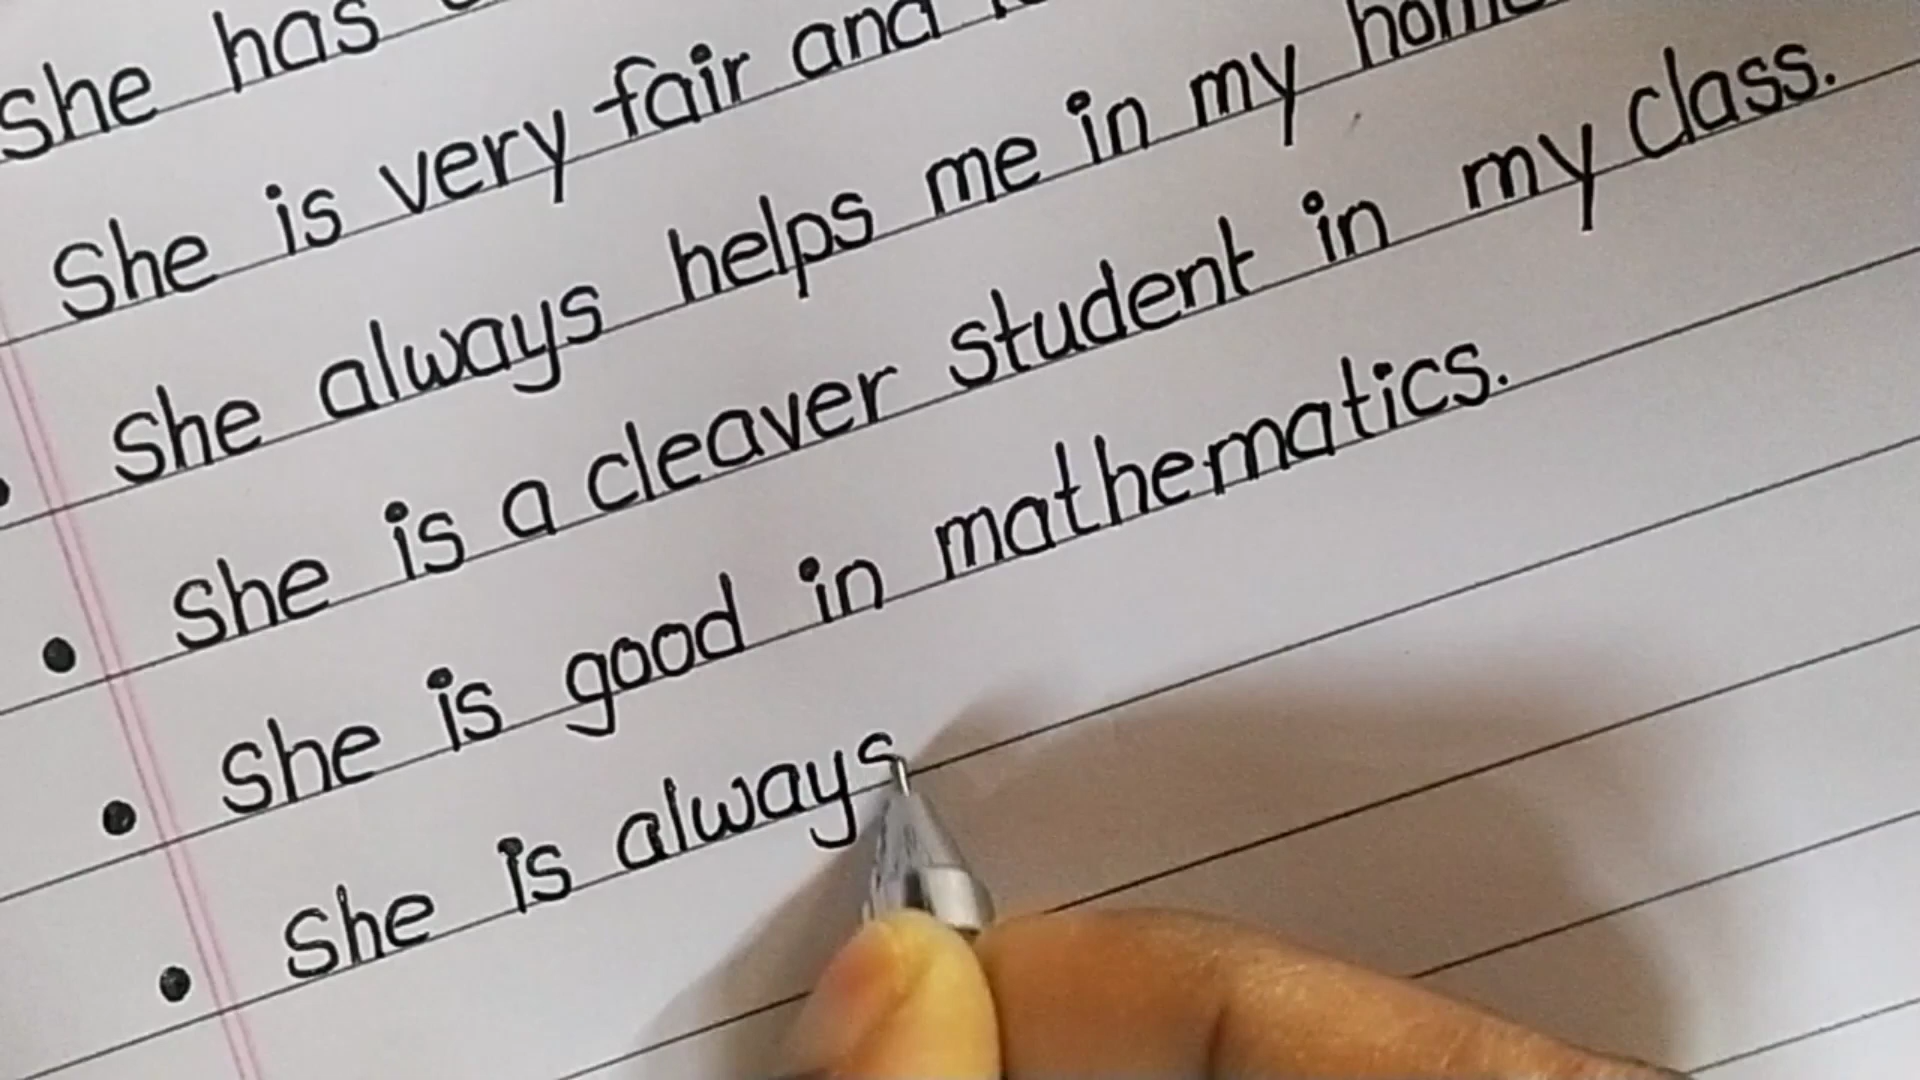 She has
She is very fair and
She always helps me in my
She is a cleaver student in my class.
She is good in mathematics.
She is always